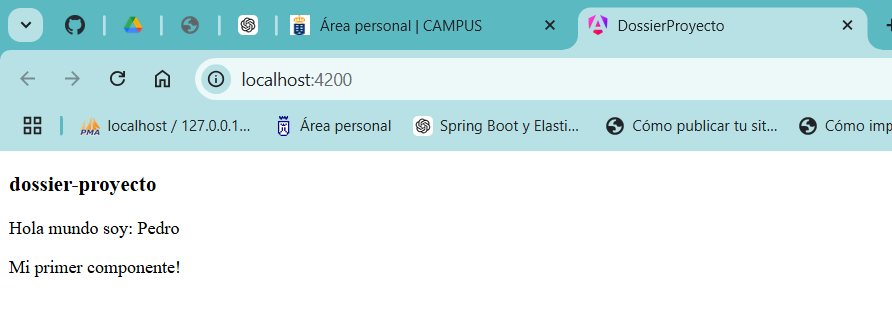 Área personal | CAMPUS
DossierProyecto
localhost:4200
PMA localhost / 127.0.0.1...
Área personal
Spring Boot y Elasti...
Cómo publicar tu sit...
Cómo imp
dossier-proyecto
Hola mundo soy: Pedro
Mi primer componente!